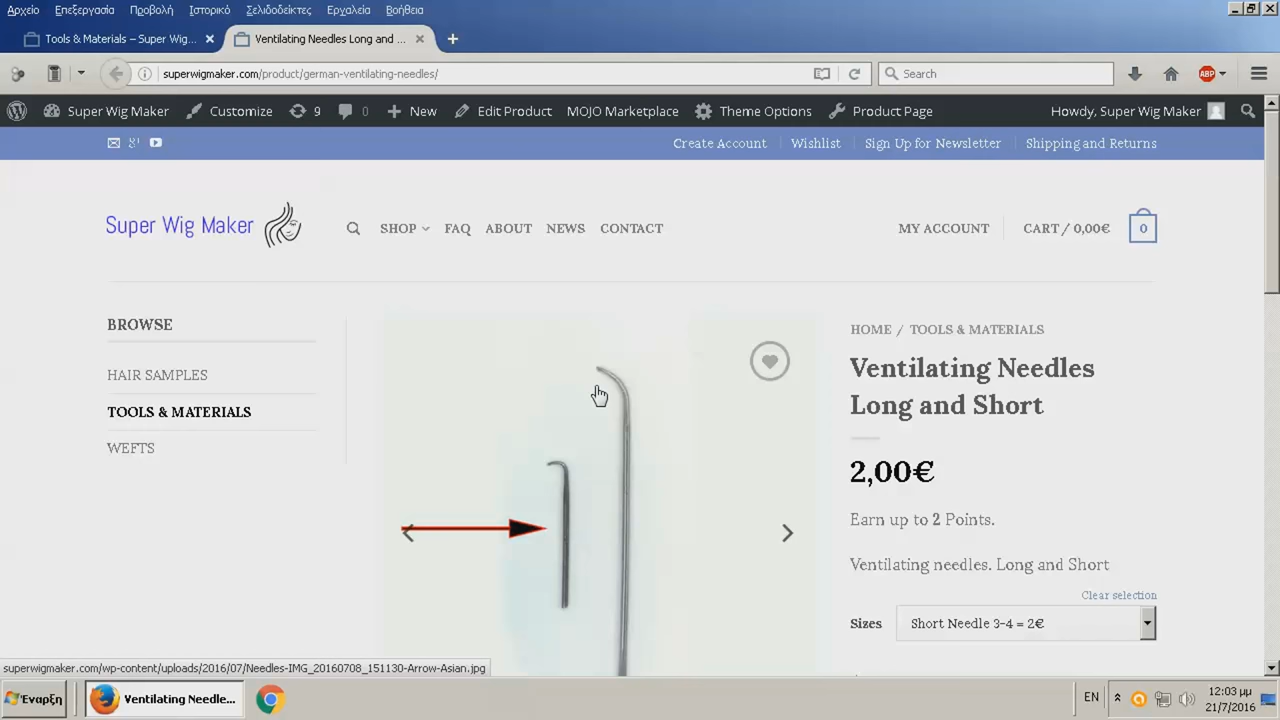 Αρχείο Επεξεργασία Προβολή Ιστορικό Σελιδοδείκτες Εργαλεία Βοήθεια
Tools & Materials – Super Wig...
Ventilating Needles Long and ...
superwigmaker.com/product/german-ventilating-needles/
Search
ABP
Super Wig Maker Customize 9 0 New Edit Product MOJO Marketplace Theme Options Product Page Howdy, Super Wig Maker
Create Account Wishlist Sign Up for Newsletter Shipping and Returns
Super Wig Maker
SHOP FAQ ABOUT NEWS CONTACT
MY ACCOUNT CART / 0,00€ 0
BROWSE
HAIR SAMPLES
TOOLS & MATERIALS
WEFTS
HOME / TOOLS & MATERIALS
Ventilating Needles
Long and Short
2,00€
Earn up to 2 Points.
Ventilating needles. Long and Short
Clear selection
Sizes Short Needle 3-4 = 2€
superwigmaker.com/wp-content/uploads/2016/07/Needles-IMG_20160708_151130-Arrow-Asian.jpg
Έναρξη
Ventilating Needle...
EN
12:03 μμ
21/7/2016